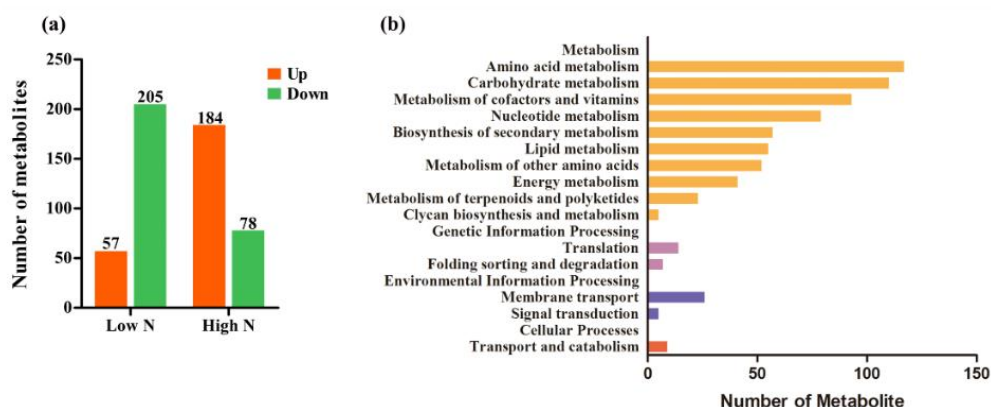 (a)
Number of metabolites
250
200
150
100
50
0
Up
Down
57
205
184
78
Low N
High N
(b)
Metabolism
Amino acid metabolism
Carbohydrate metabolism
Metabolism of cofactors and vitamins
Nucleotide metabolism
Biosynthesis of secondary metabolism
Lipid metabolism
Metabolism of other amino acids
Energy metabolism
Metabolism of terpenoids and polyketides
Clycan biosynthesis and metabolism
Genetic Information Processing
Translation
Folding sorting and degradation
Environmental Information Processing
Membrane transport
Signal transduction
Cellular Processes
Transport and catabolism
0
50
100
150
Number of Metabolite